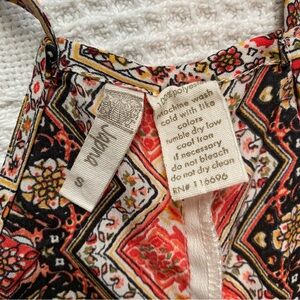 S
polyester
machine wash
cold with like
colors
tumble dry low
cool iron
if necessary
do not bleach
do not dry clean
RN# 116696